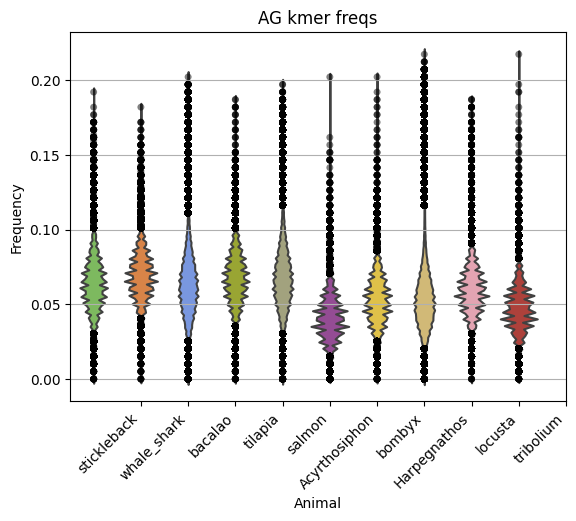 AG kmer freqs
Frequency
0.20
0.15
0.10
0.05
0.00
stickleback
whale_shark
bacalao
tilapia
salmon
Acyrthosiphon
bombyx
Harpegnathos
locusta
tribolium
Animal